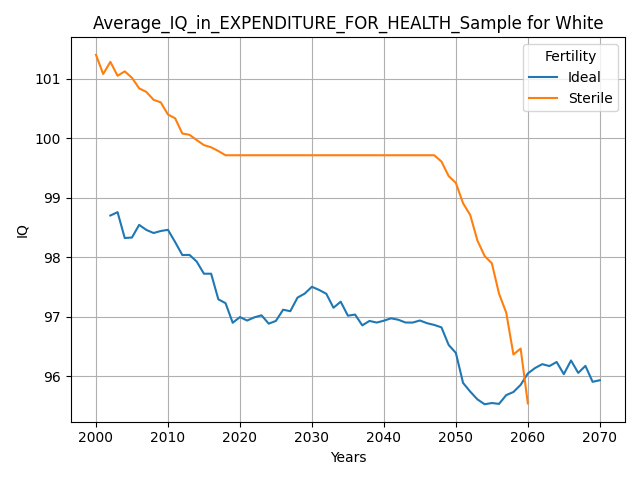 Average_IQ_in_EXPENDITURE_FOR_HEALTH_Sample for White
Fertility
Ideal
Sterile
101
100
99
98
97
96
IQ
2000 2010 2020 2030 2040 2050 2060 2070
Years